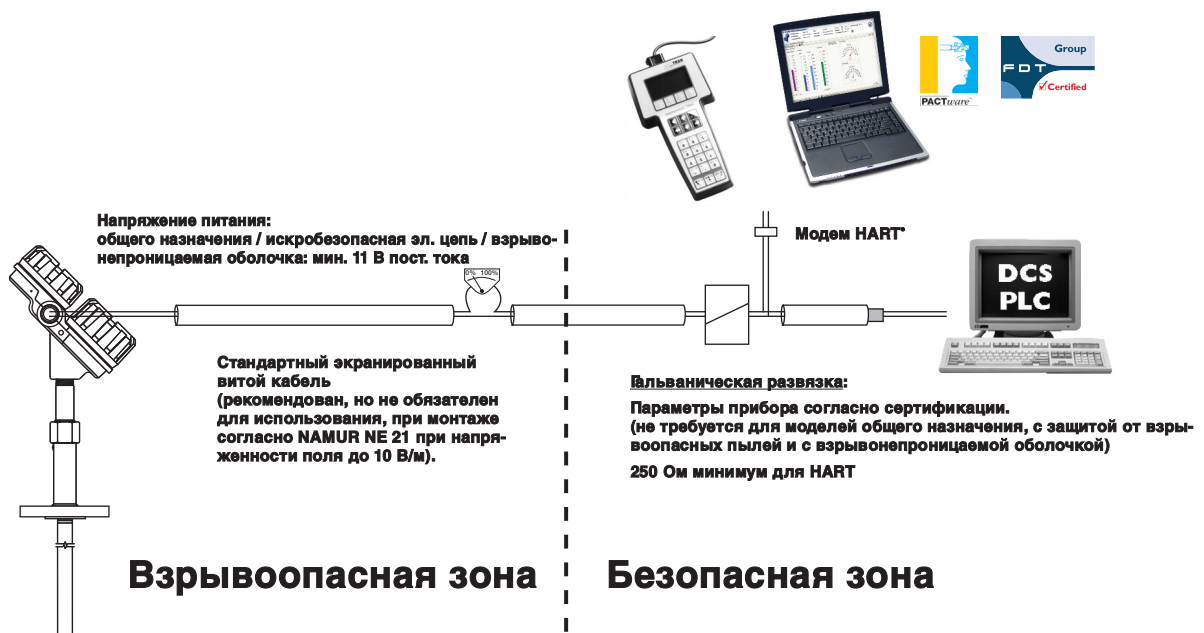 Group
FDT
Certified
PACTware™
Напряжение питания:
общего назначения / искробезопасная эл. цепь / взрыво-
непроницаемая оболочка: мин. 11 В пост. тока
0% 100%
Модем HART®
DCS
PLC
Стандартный экранированный
витой кабель
(рекомендован, но не обязателен
для использования, при монтаже
согласно NAMUR NE 21 при напря-
женности поля до 10 В/м).
Гальваническая развязка:
Параметры прибора согласно сертификации.
(не требуется для моделей общего назначения, с защитой от взры-
воопасных пылей и с взрывонепроницаемой оболочкой)
250 Ом минимум для HART
Взрывоопасная зона
Безопасная зона